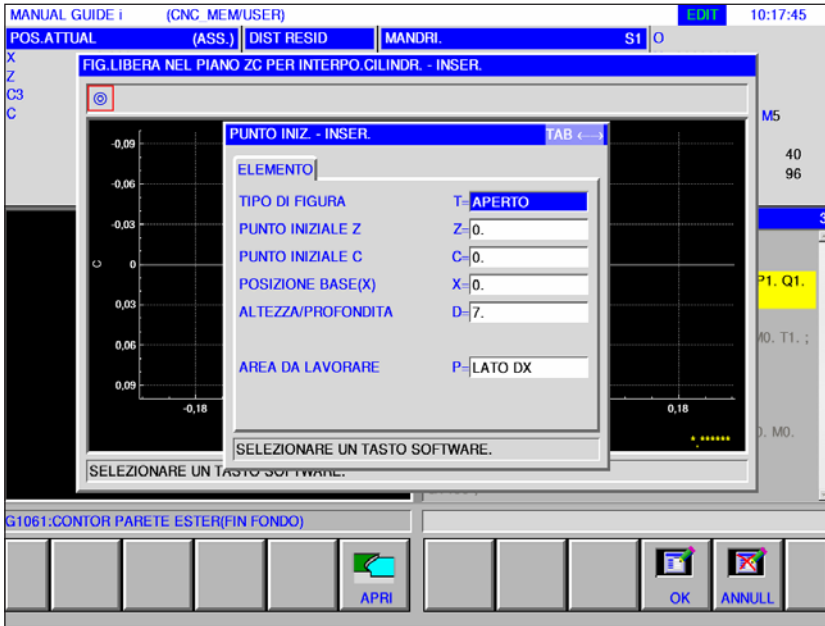 MANUAL GUIDE i (CNC_MEM/USER) EDIT 10:17:45
POS.ATTUAL (ASS.) DIST RESID MANDRI. S1 O
X
Z
C3
C
FIG.LIBERA NEL PIANO ZC PER INTERPO.CILINDR. - INSER.
M5
40
96
PUNTO INIZ. - INSER. TAB ←→
ELEMENTO
TIPO DI FIGURA T= APERTO
PUNTO INIZIALE Z Z= 0.
PUNTO INIZIALE C C= 0.
POSIZIONE BASE(X) X= 0.
ALTEZZA/PROFONDITA D= 7.
AREA DA LAVORARE P= LATO DX
SELEZIONARE UN TASTO SOFTWARE.
-0,09
-0,06
-0,03
0
0,03
0,06
0,09
C
-0,18 0,18
*.******
3
P1. Q1.
M0. T1. ;
0. M0.
SELEZIONARE UN TASTO SOFTWARE.
G1061:CONTOR PARETE ESTER(FIN FONDO)
APRI OK ANNULL